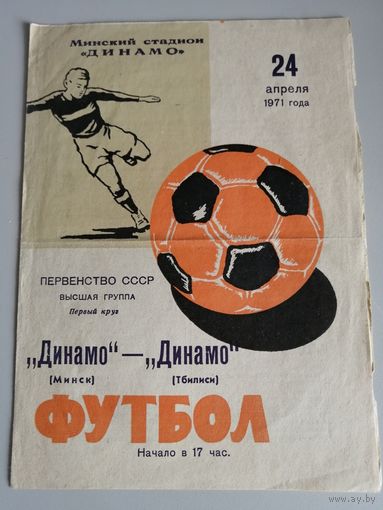 Минский стадион
«ДИНАМО»
24
апреля
1971 года
ПЕРВЕНСТВО СССР
ВЫСШАЯ ГРУППА
Первый круг
„Динамо“ — „Динамо“
(Минск) (Тбилиси)
ФУТБОЛ
Начало в 17 час.
www.ay.by